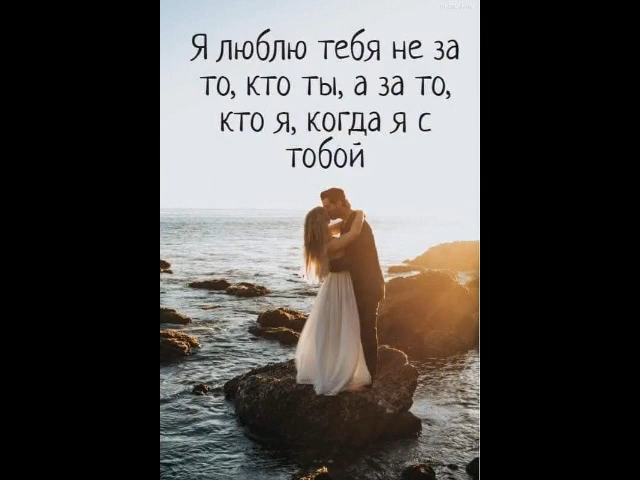 Я люблю тебя не за
то, кто ты, а за то,
кто я, когда я с
тобой